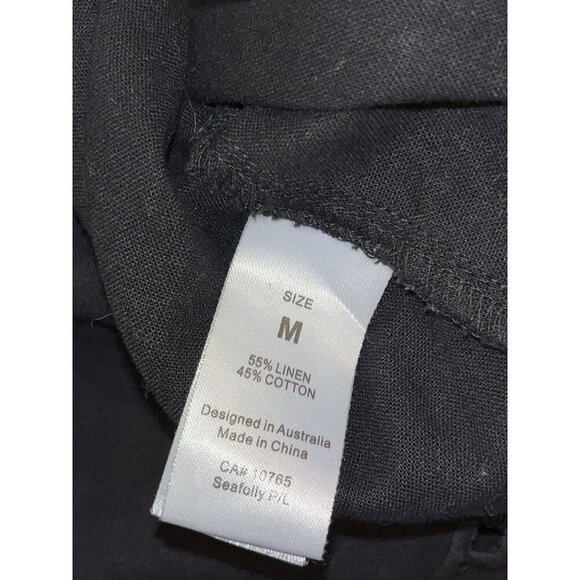 SIZE
M
55% LINEN
45% COTTON
Designed in Australia
Made in China
CA# 10765
Seafolly P/L